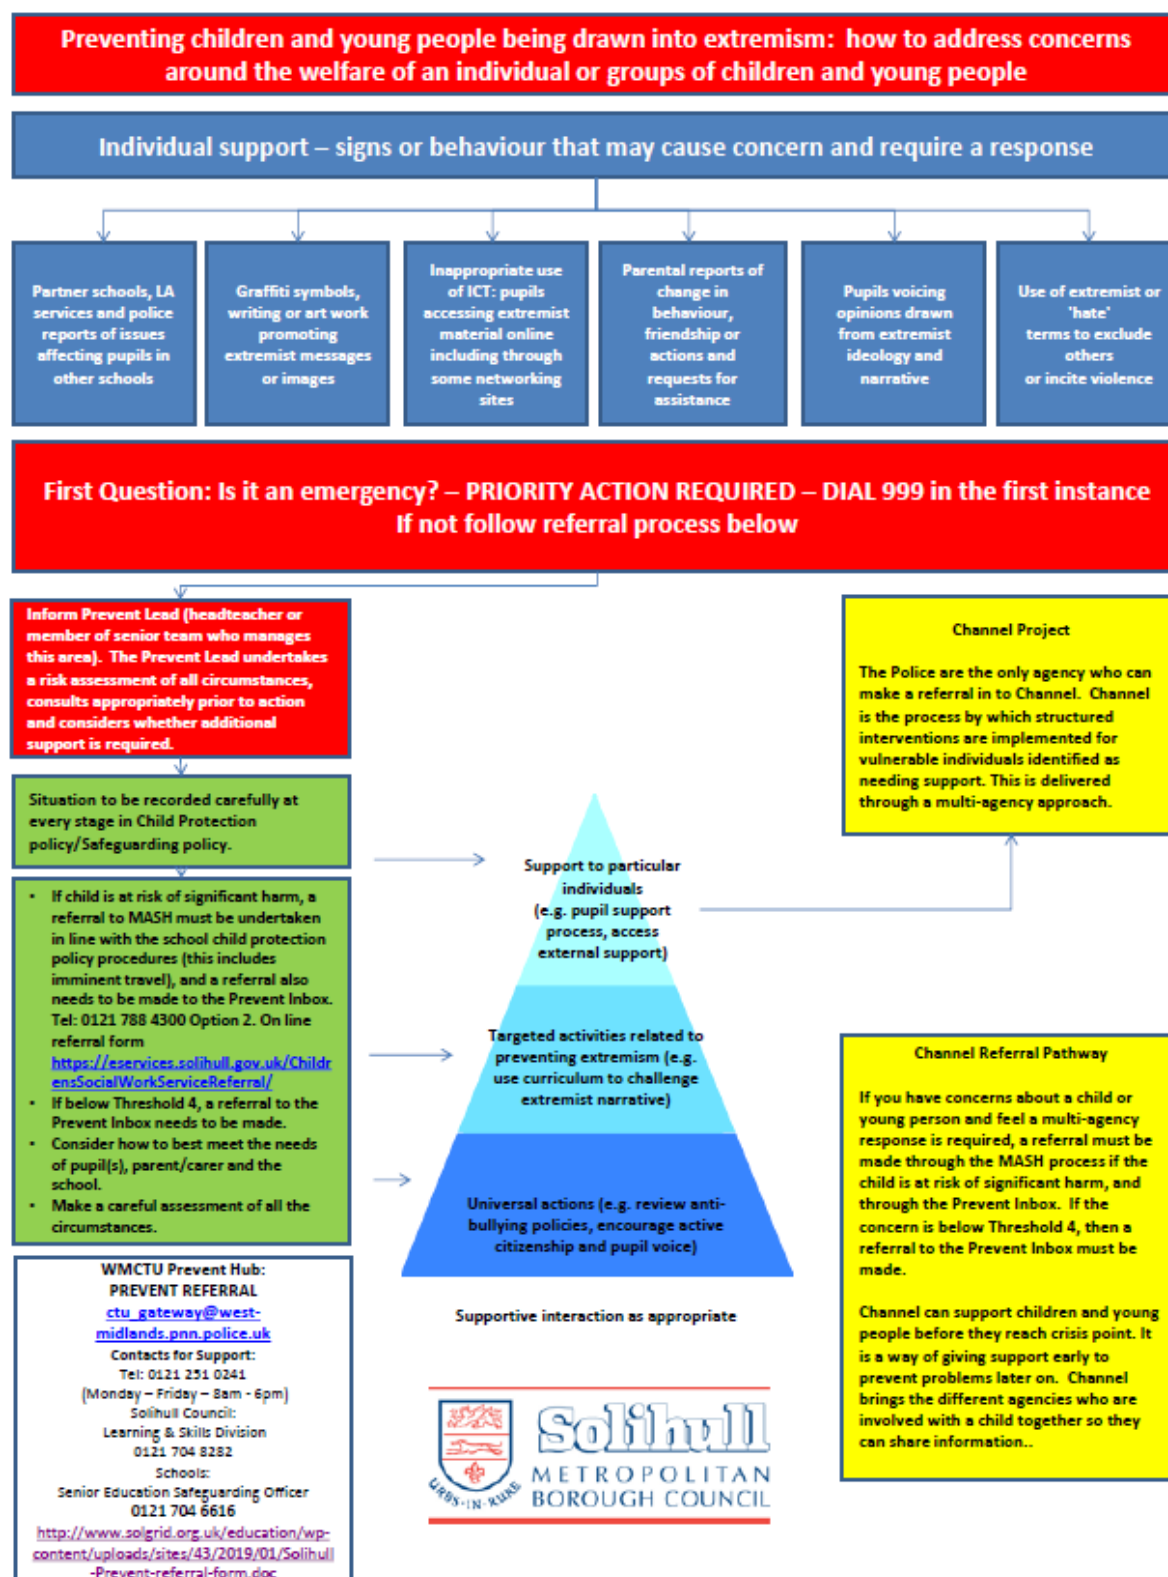 Preventing children and young people being drawn into extremism:  how to address concerns
around the welfare of an individual or groups of children and young people
Individual support – signs or behaviour that may cause concern and require a response
Partner schools, LA
services and police
reports of issues
affecting pupils in
other schools
Graffiti symbols,
writing or art work
promoting
extremist messages
or images
Inappropriate use
of ICT: pupils
accessing extremist
material online
including through
some networking
sites
Parental reports of
change in
behaviour,
friendship or
actions and
requests for
assistance
Pupils voicing
opinions drawn
from extremist
ideology and
narrative
Use of extremist or
'hate'
terms to exclude
others
or incite violence
First Question: Is it an emergency? – PRIORITY ACTION REQUIRED – DIAL 999 in the first instance
If not follow referral process below
Inform Prevent Lead (headteacher or
member of senior team who manages
this area).  The Prevent Lead undertakes
a risk assessment of all circumstances,
consults appropriately prior to action
and considers whether additional
support is required.
Situation to be recorded carefully at
every stage in Child Protection
policy/Safeguarding policy.
• If child is at risk of significant harm, a
referral to MASH must be undertaken
in line with the school child protection
policy procedures (this includes
imminent travel), and a referral also
needs to be made to the Prevent Inbox.
Tel: 0121 788 4300 Option 2. On line
referral form
https://eservices.solihull.gov.uk/Childr
ensSocialWorkServiceReferral/
• If below Threshold 4, a referral to the
Prevent Inbox needs to be made.
• Consider how to best meet the needs
of pupil(s), parent/carer and the
school.
• Make a careful assessment of all the
circumstances.
WMCTU Prevent Hub:
PREVENT REFERRAL
ctu_gateway@west-
midlands.pnn.police.uk
Contacts for Support:
Tel: 0121 251 0241
(Monday – Friday – 8am - 6pm)
Solihull Council:
Learning & Skills Division
0121 704 8282
Schools:
Senior Education Safeguarding Officer
0121 704 6616
http://www.solgrid.org.uk/education/wp-
content/uploads/sites/43/2019/01/Solihull
-Prevent-referral-form.doc
Support to particular
individuals
(e.g. pupil support
process, access
external support)
Targeted activities related to
preventing extremism (e.g.
use curriculum to challenge
extremist narrative)
Universal actions (e.g. review anti-
bullying policies, encourage active
citizenship and pupil voice)
Supportive interaction as appropriate
URBS-IN-RURE
Solihull
METROPOLITAN
BOROUGH COUNCIL
Channel Project
The Police are the only agency who can
make a referral in to Channel.  Channel
is the process by which structured
interventions are implemented for
vulnerable individuals identified as
needing support. This is delivered
through a multi-agency approach.
Channel Referral Pathway
If you have concerns about a child or
young person and feel a multi-agency
response is required, a referral must be
made through the MASH process if the
child is at risk of significant harm, and
through the Prevent Inbox.  If the
concern is below Threshold 4, then a
referral to the Prevent Inbox must be
made.
Channel can support children and young
people before they reach crisis point. It
is a way of giving support early to
prevent problems later on.  Channel
brings the different agencies who are
involved with a child together so they
can share information..